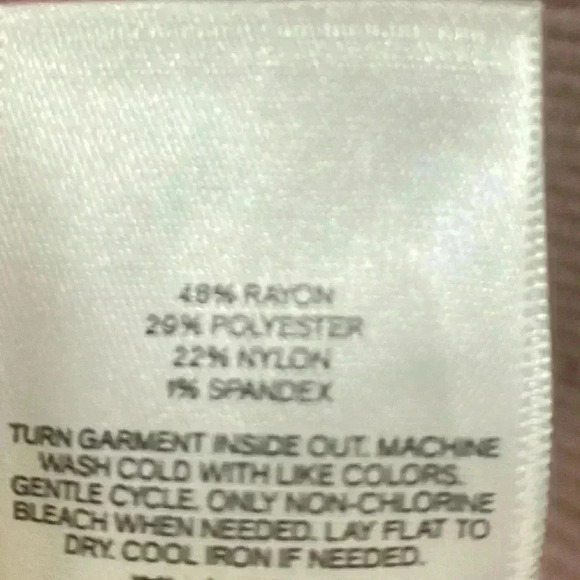 48% RAYON
29% POLYESTER
22% NYLON
1% SPANDEX
TURN GARMENT INSIDE OUT. MACHINE
WASH COLD WITH LIKE COLORS.
GENTLE CYCLE. ONLY NON-CHLORINE
BLEACH WHEN NEEDED. LAY FLAT TO
DRY. COOL IRON IF NEEDED.